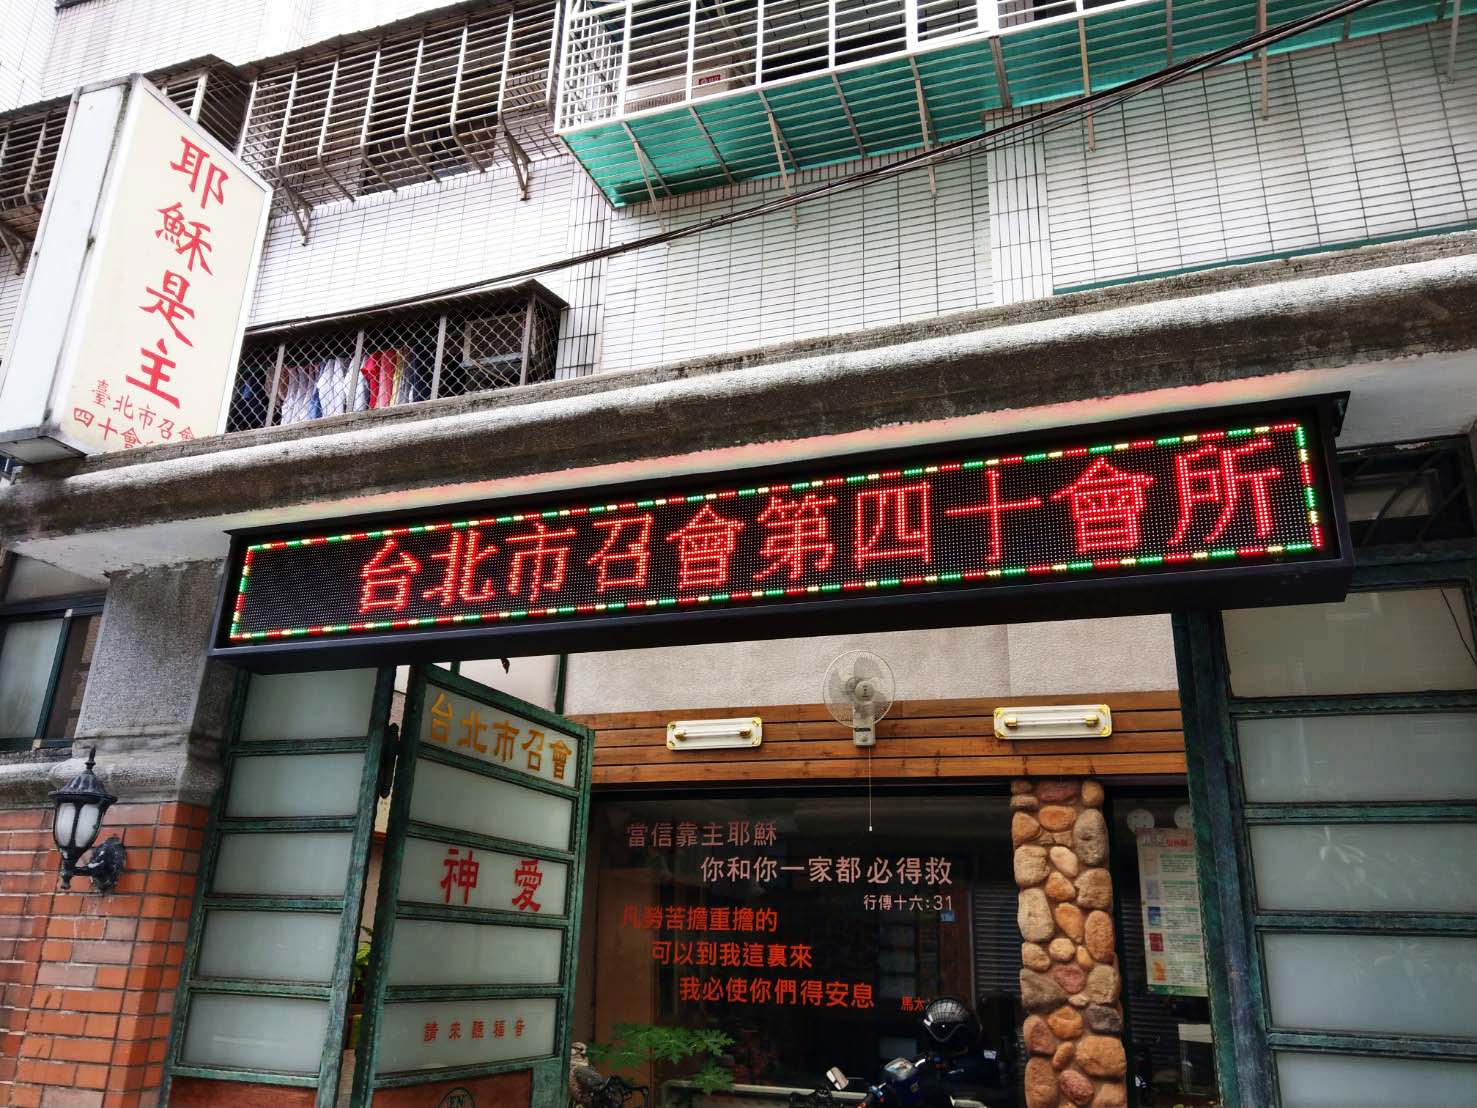 耶穌是主
臺北市召會
四十會
台北市召會第四十會所
台北市召會
神愛
請來聽福音
當信靠主耶穌
你和你一家都必得救
行傳十六:31
凡勞苦擔重擔的
可以到我這裏來
我必使你們得安息
馬太